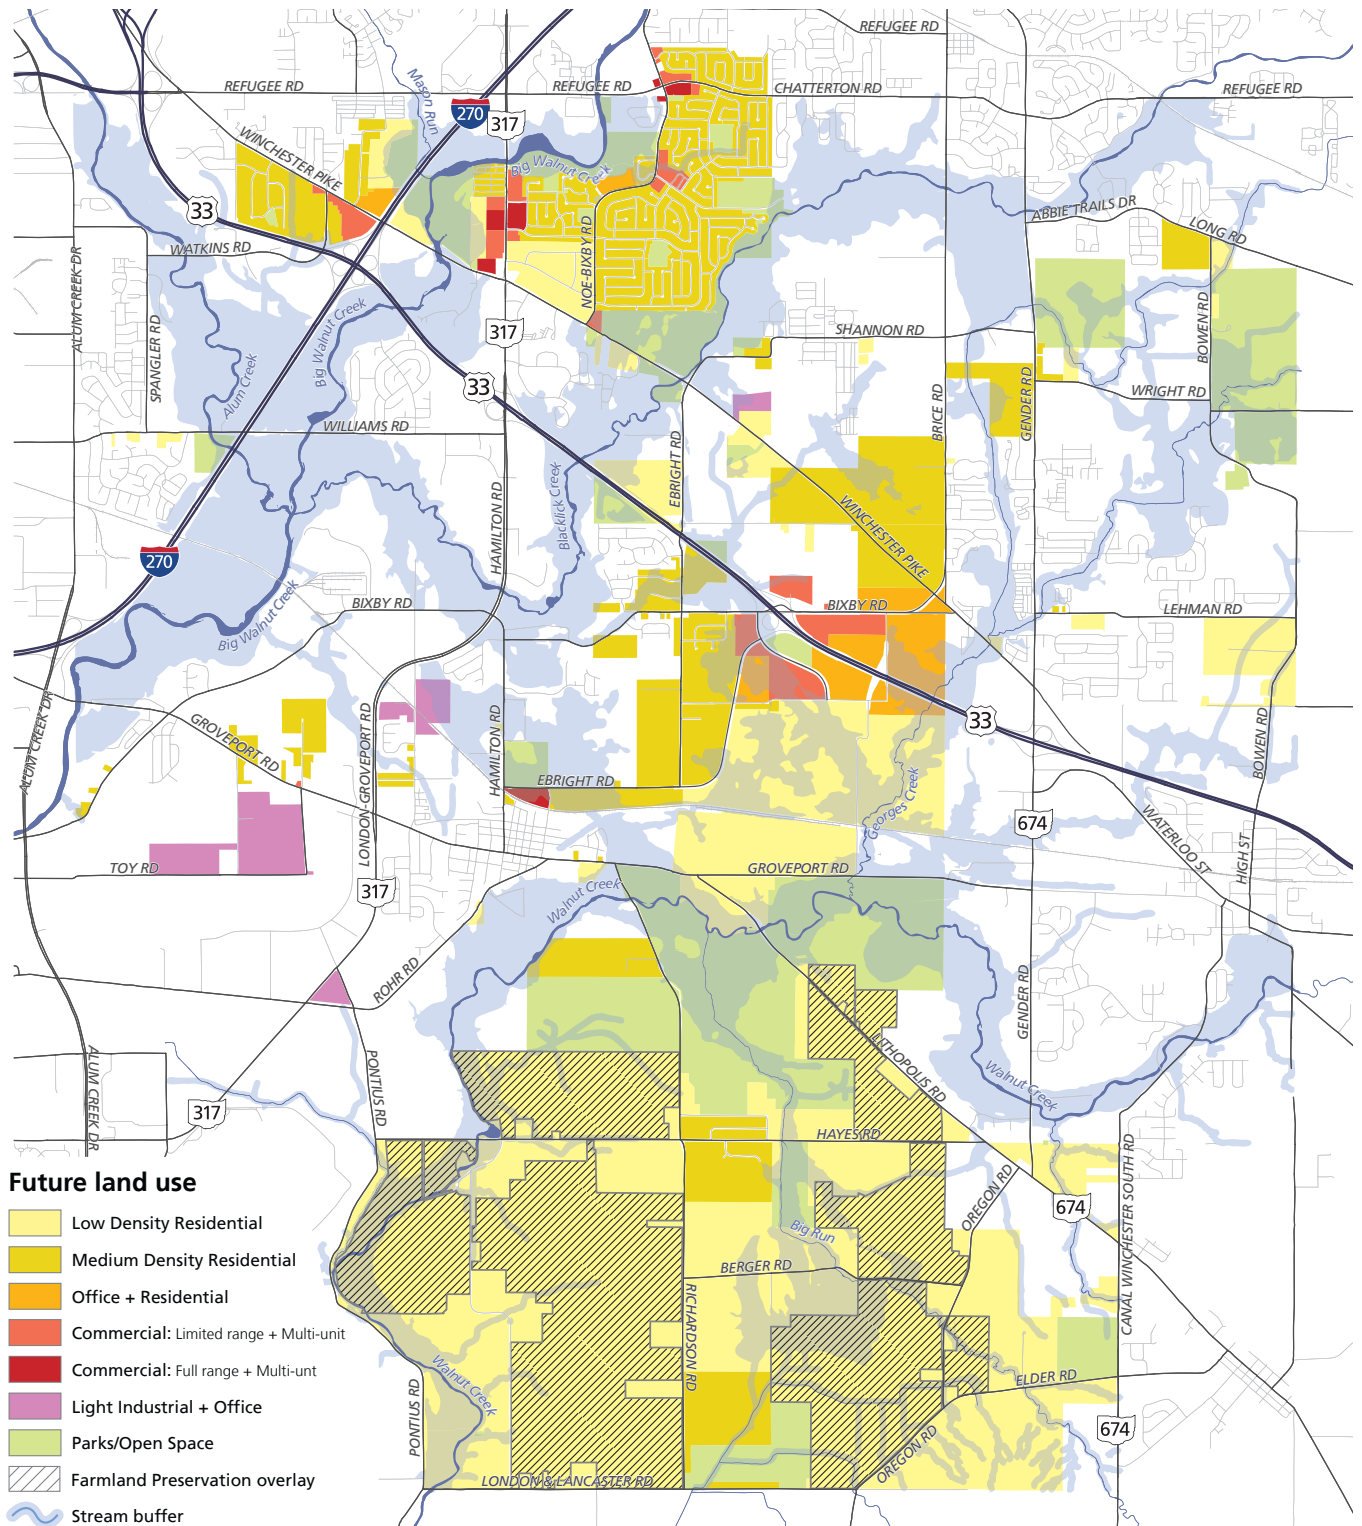 REFUGEE RD
REFUGEE RD
REFUGEE RD
CHATTERTON RD
REFUGEE RD
Mason Run
270
317
WINCHESTER PIKE
Big Walnut Creek
33
ABBIE TRAILS DR
LONG RD
WATKINS RD
NOE-BIXBY RD
ALUM CREEK DR
SPANGLER RD
Big Walnut Creek
317
SHANNON RD
BOWEN RD
Alum Creek
33
WRIGHT RD
BRICE RD
GENDER RD
WILLIAMS RD
EBRIGHT RD
HAMILTON RD
Blacklick Creek
WINCHESTER PIKE
270
BIXBY RD
BIXBY RD
LEHMAN RD
Big Walnut Creek
33
ALUM CREEK DR
GROVEPORT RD
LONDON-GROVEPORT RD
HAMILTON RD
BOWEN RD
EBRIGHT RD
Georges Creek
674
WATERLOO ST
HIGH ST
TOY RD
GROVEPORT RD
317
Walnut Creek
ROHR RD
GENDER RD
LITHOPOLIS RD
Walnut Creek
ALUM CREEK DR
PONTIUS RD
317
HAYES RD
CANAL WINCHESTER SOUTH RD
OREGON RD
674
Big Run
BERGER RD
RICHARDSON RD
Walnut Creek
ELDER RD
PONTIUS RD
674
OREGON RD
LONDON & LANCASTER RD
Future land use
Low Density Residential
Medium Density Residential
Office + Residential
Commercial: Limited range + Multi-unit
Commercial: Full range + Multi-unt
Light Industrial + Office
Parks/Open Space
Farmland Preservation overlay
Stream buffer